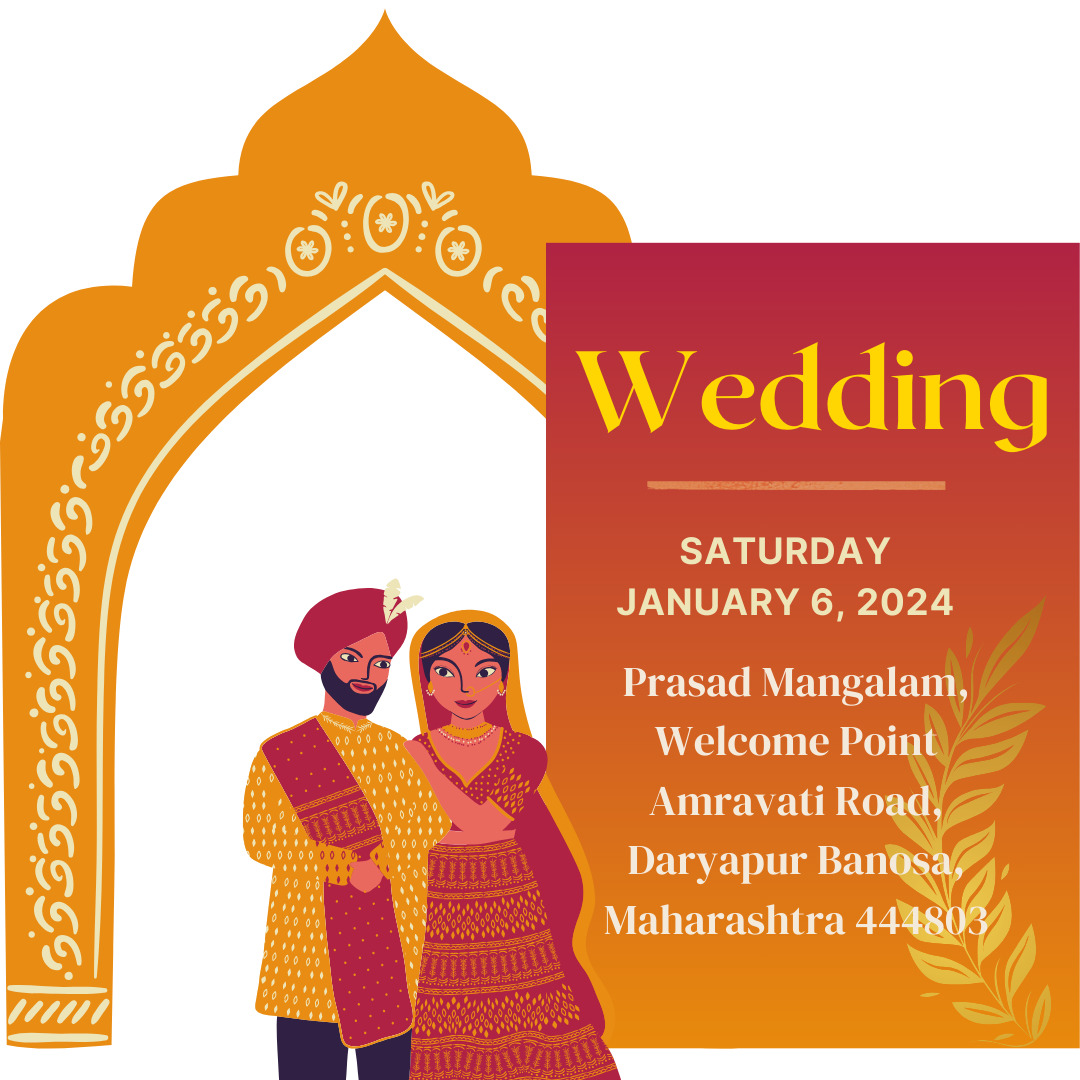 Wedding
SATURDAY
JANUARY 6, 2024
Prasad Mangalam,
Welcome Point
Amravati Road,
Daryapur Banosa,
Maharashtra 444803